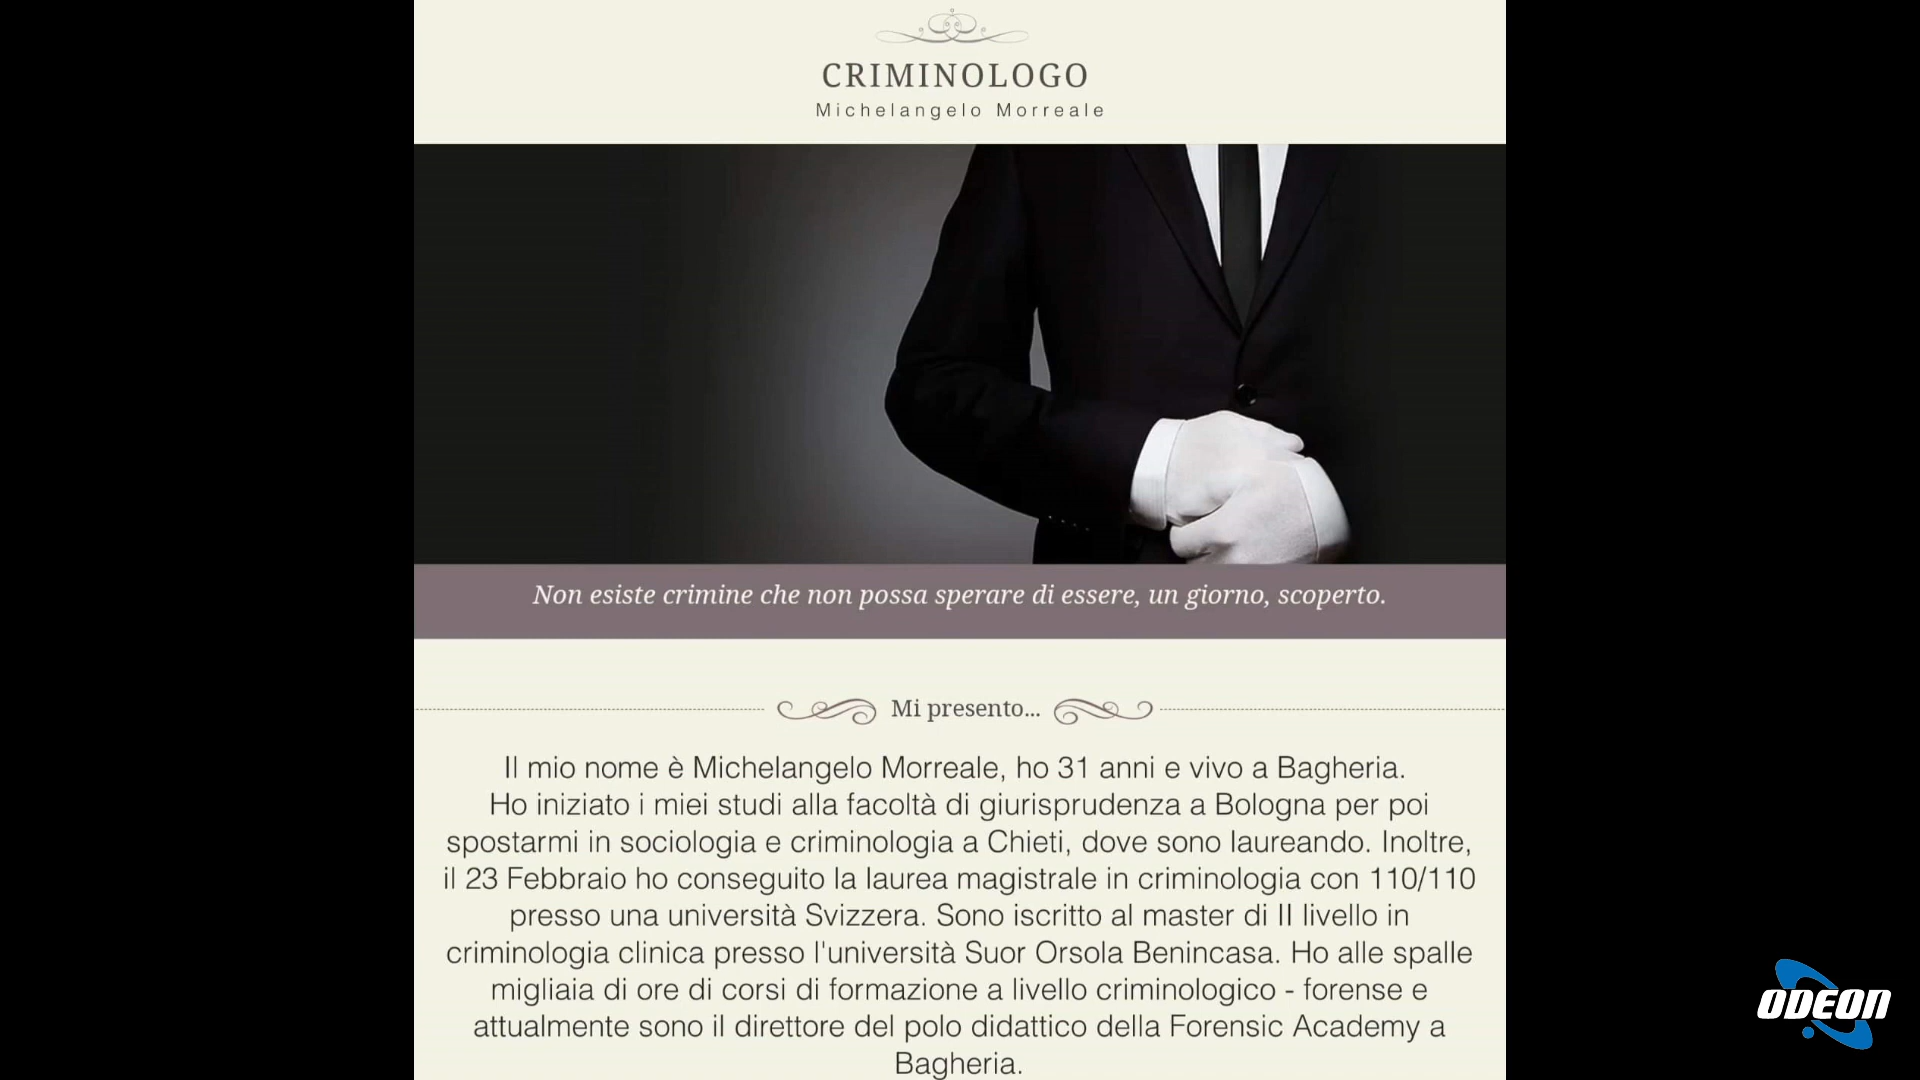 CRIMINOLOGO
Michelangelo Morreale
Non esiste crimine che non possa sperare di essere, un giorno, scoperto.
Mi presento...
Il mio nome è Michelangelo Morreale, ho 31 anni e vivo a Bagheria.
Ho iniziato i miei studi alla facoltà di giurisprudenza a Bologna per poi
spostarmi in sociologia e criminologia a Chieti, dove sono laureando. Inoltre,
il 23 Febbraio ho conseguito la laurea magistrale in criminologia con 110/110
presso una università Svizzera. Sono iscritto al master di II livello in
criminologia clinica presso l'università Suor Orsola Benincasa. Ho alle spalle
migliaia di ore di corsi di formazione a livello criminologico - forense e
attualmente sono il direttore del polo didattico della Forensic Academy a
Bagheria.
ODEON